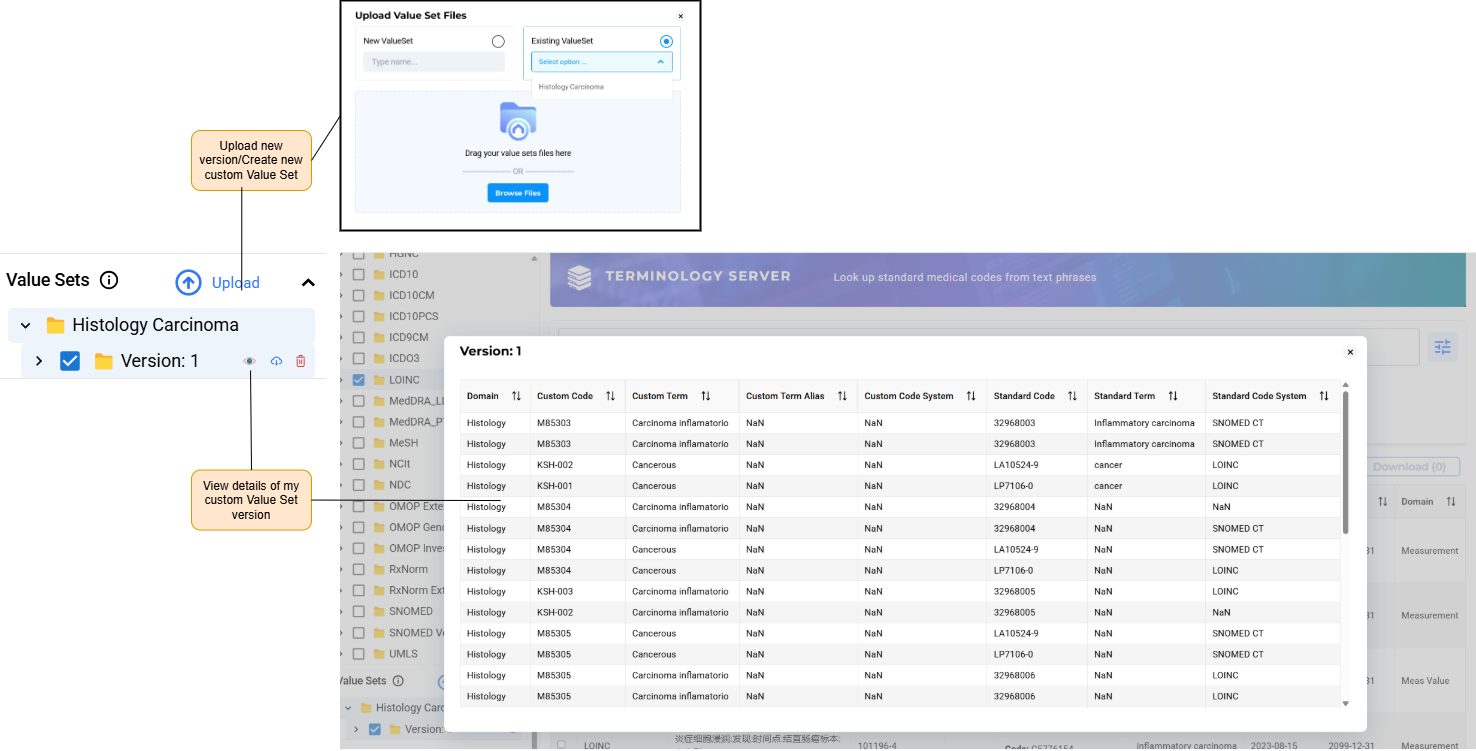 Upload Value Set Files
New ValueSet
Existing ValueSet
Type name...
Select option ...
Histology Carcinoma
Drag your value sets files here
OR
Browse Files
Upload new
version/Create new
custom Value Set
Value Sets
Upload
Histology Carcinoma
Version: 1
View details of my
custom Value Set
version
HGNC
ICD10
ICD10CM
ICD10PCS
ICD9CM
ICDO3
LOINC
MedDRA_LL
MedDRA_P
MeSH
NCIt
NDC
OMOP Exte
OMOP Geno
OMOP Inves
RxNorm
RxNorm Ext
SNOMED
SNOMED V
UMLS
Value Sets
Histology Carc
Version:
TERMINOLOGY SERVER
Look up standard medical codes from text phrases
Version: 1
Domain Custom Code Custom Term Custom Term Alias Custom Code System Standard Code Standard Term Standard Code System
Histology M85303 Carcinoma inflamatorio NaN NaN 32968003 Inflammatory carcinoma SNOMED CT
Histology M85303 Carcinoma inflamatorio NaN NaN 32968003 Inflammatory carcinoma SNOMED CT
Histology KSH-002 Cancerous NaN NaN LA10524-9 cancer LOINC
Histology KSH-001 Cancerous NaN NaN LP7106-0 cancer LOINC
Histology M85304 Carcinoma inflamatorio NaN NaN 32968004 NaN NaN
Histology M85304 Carcinoma inflamatorio NaN NaN 32968004 NaN SNOMED CT
Histology M85304 Cancerous NaN NaN LA10524-9 NaN SNOMED CT
Histology M85304 Cancerous NaN NaN LP7106-0 NaN LOINC
Histology KSH-003 Carcinoma inflamatorio NaN NaN 32968005 NaN LOINC
Histology KSH-002 Carcinoma inflamatorio NaN NaN 32968005 NaN NaN
Histology M85305 Cancerous NaN NaN LA10524-9 NaN SNOMED CT
Histology M85305 Cancerous NaN NaN LP7106-0 NaN SNOMED CT
Histology M85305 Carcinoma inflamatorio NaN NaN 32968006 NaN LOINC
Histology M85305 Carcinoma inflamatorio NaN NaN 32968006 NaN LOINC
Download (0)
Domain
31 Measurement
31 Measurement
31 Meas Value
炎症细胞浸润:发现:时间点:结直肠癌标本:
LOINC 101196-4 inflammatory carcinoma 2023-08-15 2099-12-31 Measurement